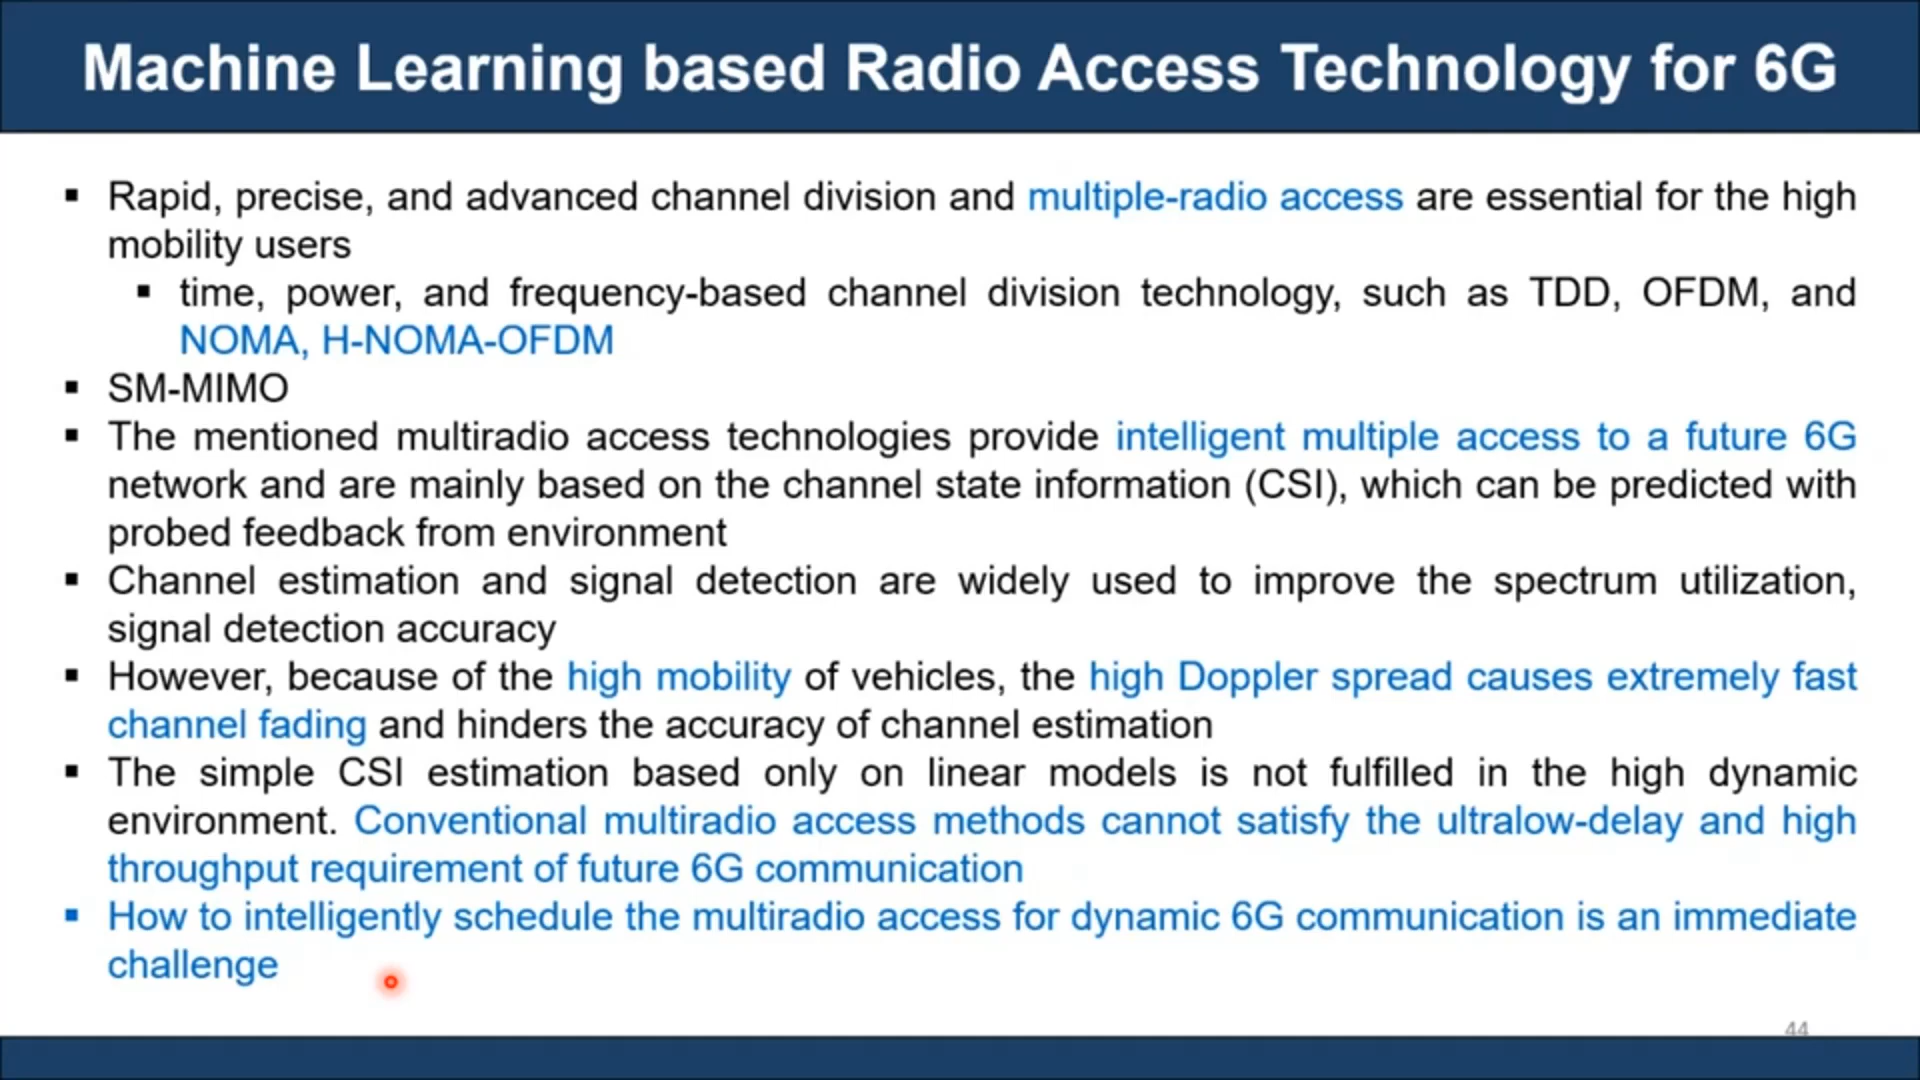 Machine Learning based Radio Access Technology for 6G
▪ Rapid, precise, and advanced channel division and multiple-radio access are essential for the high
mobility users
▪ time, power, and frequency-based channel division technology, such as TDD, OFDM, and
NOMA, H-NOMA-OFDM
▪ SM-MIMO
▪ The mentioned multiradio access technologies provide intelligent multiple access to a future 6G
network and are mainly based on the channel state information (CSI), which can be predicted with
probed feedback from environment
▪ Channel estimation and signal detection are widely used to improve the spectrum utilization,
signal detection accuracy
▪ However, because of the high mobility of vehicles, the high Doppler spread causes extremely fast
channel fading and hinders the accuracy of channel estimation
▪ The simple CSI estimation based only on linear models is not fulfilled in the high dynamic
environment. Conventional multiradio access methods cannot satisfy the ultralow-delay and high
throughput requirement of future 6G communication
▪ How to intelligently schedule the multiradio access for dynamic 6G communication is an immediate
challenge
44